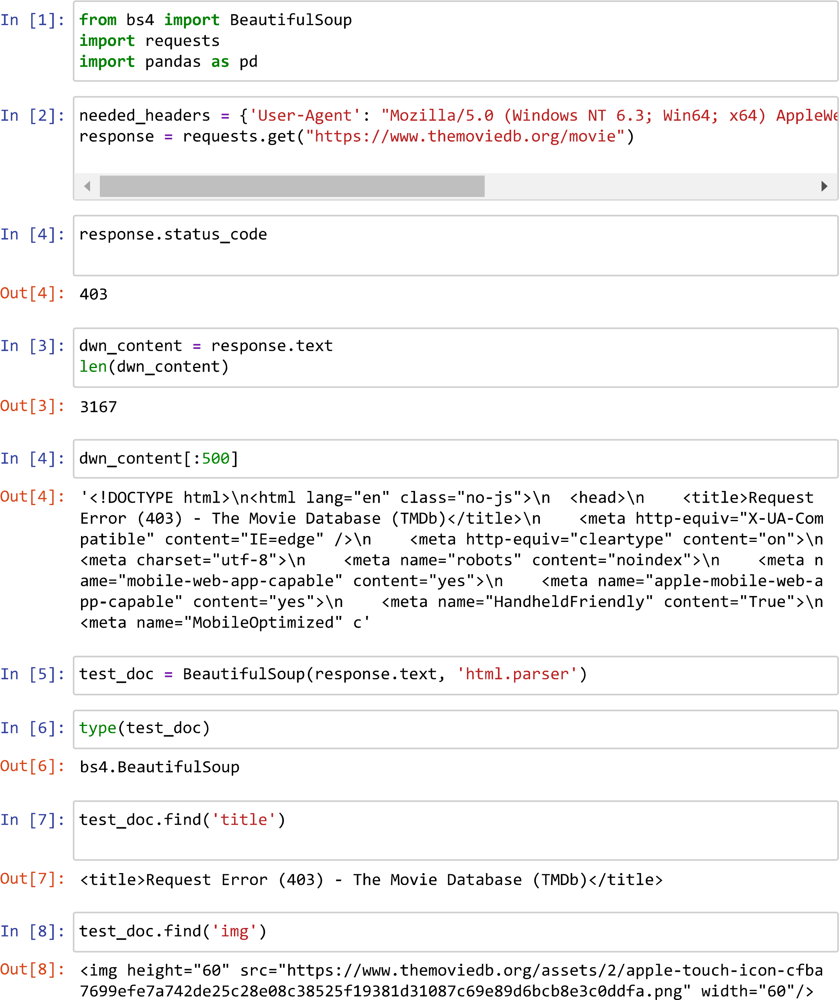 In [1]: from bs4 import BeautifulSoup
import requests
import pandas as pd
In [2]: needed_headers = {'User-Agent': "Mozilla/5.0 (Windows NT 6.3; Win64; x64) AppleWe
response = requests.get("https://www.themoviedb.org/movie")
In [4]: response.status_code
Out[4]: 403
In [3]: dwn_content = response.text
len(dwn_content)
Out[3]: 3167
In [4]: dwn_content[:500]
Out[4]: '<!DOCTYPE html>\n<html lang="en" class="no-js">\n  <head>\n    <title>Request
Error (403) - The Movie Database (TMDb)</title>\n    <meta http-equiv="X-UA-Com
patible" content="IE=edge" />\n    <meta http-equiv="cleartype" content="on">\n
<meta charset="utf-8">\n    <meta name="robots" content="noindex">\n    <meta n
ame="mobile-web-app-capable" content="yes">\n    <meta name="apple-mobile-web-a
pp-capable" content="yes">\n    <meta name="HandheldFriendly" content="True">\n
<meta name="MobileOptimized" c'
In [5]: test_doc = BeautifulSoup(response.text, 'html.parser')
In [6]: type(test_doc)
Out[6]: bs4.BeautifulSoup
In [7]: test_doc.find('title')
Out[7]: <title>Request Error (403) - The Movie Database (TMDb)</title>
In [8]: test_doc.find('img')
Out[8]: <img height="60" src="https://www.themoviedb.org/assets/2/apple-touch-icon-cfba
7699efe7a742de25c28e08c38525f19381d31087c69e89d6bcb8e3c0ddfa.png" width="60"/>